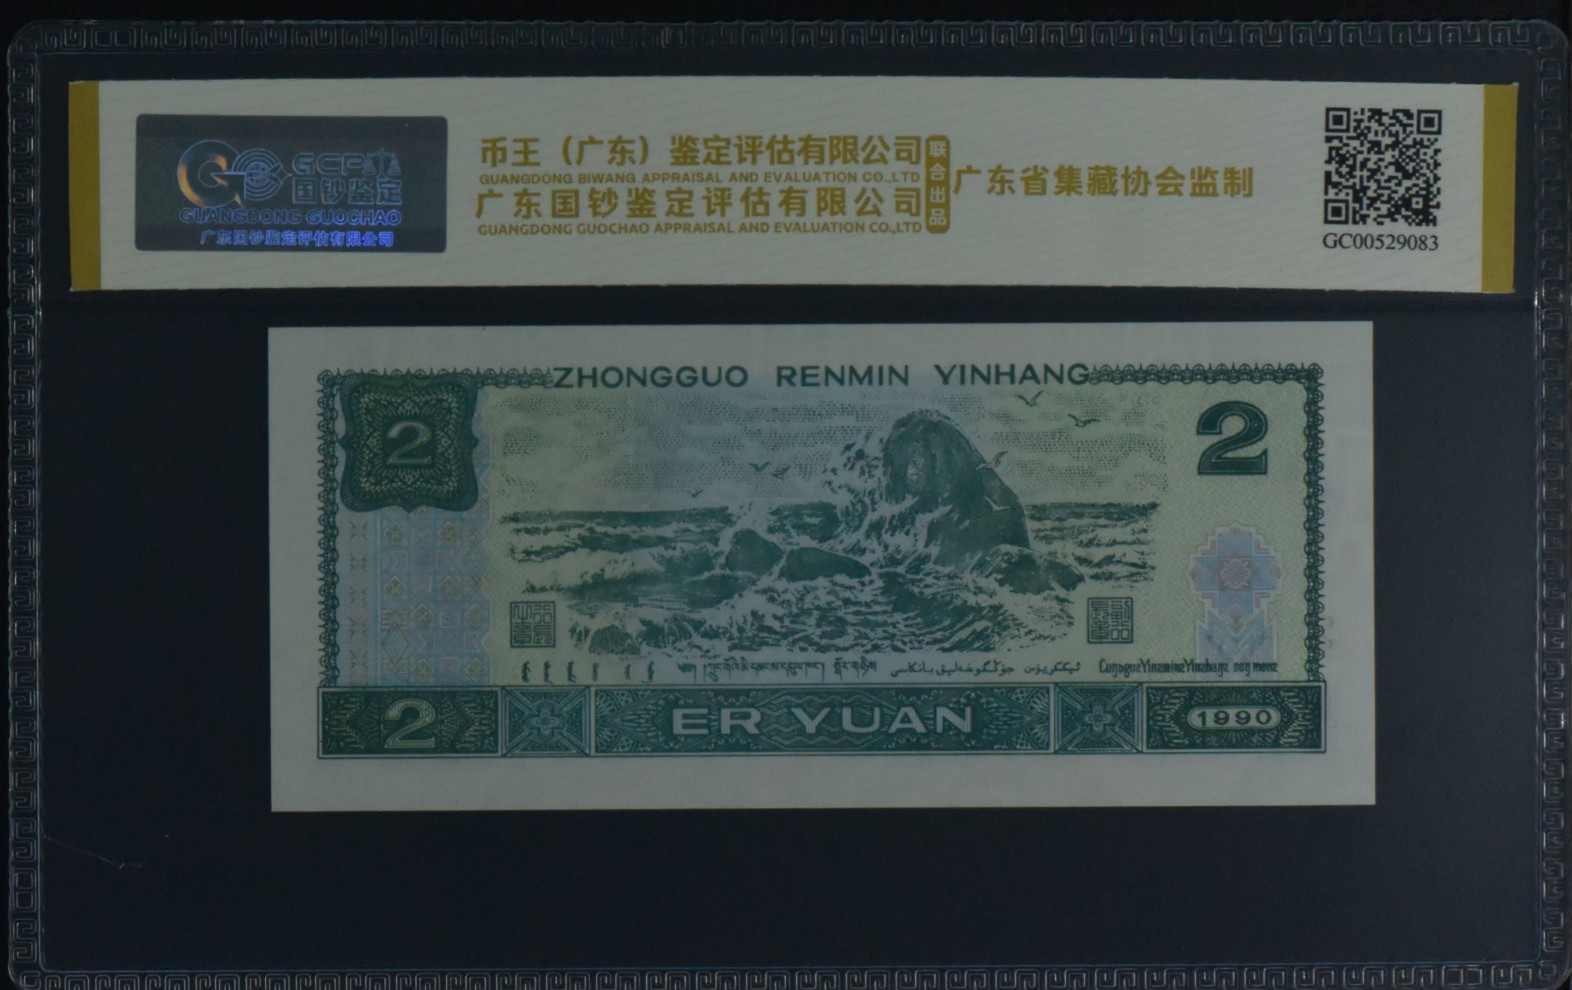 GCP
国钞鉴定
GUANGDONG GUOCHAO
广东国钞鉴定评估有限公司
币王（广东）鉴定评估有限公司
GUANGDONG BIWANG APPRAISAL AND EVALUATION CO.,LTD
广东国钞鉴定评估有限公司
GUANGDONG GUOCHAO APPRAISAL AND EVALUATION CO.,LTD
联合出品
广东省集藏协会监制
GC00529083
ZHONGGUO RENMIN YINHANG
2
2
2
ER YUAN
1990